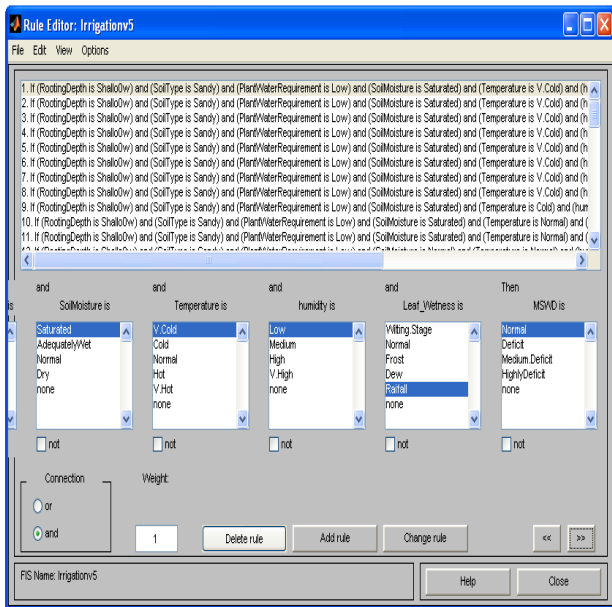 Rule Editor: Irrigationv5
File Edit View Options
1. If (RootingDepth is Shallo0w) and (SoilType is Sandy) and (PlantWaterRequirement is Low) and (SoilMoisture is Saturated) and (Temperature is V.Cold) and (h
2. If (RootingDepth is Shallo0w) and (SoilType is Sandy) and (PlantWaterRequirement is Low) and (SoilMoisture is Saturated) and (Temperature is V.Cold) and (h
3. If (RootingDepth is Shallo0w) and (SoilType is Sandy) and (PlantWaterRequirement is Low) and (SoilMoisture is Saturated) and (Temperature is V.Cold) and (h
4. If (RootingDepth is Shallo0w) and (SoilType is Sandy) and (PlantWaterRequirement is Low) and (SoilMoisture is Saturated) and (Temperature is V.Cold) and (h
5. If (RootingDepth is Shallo0w) and (SoilType is Sandy) and (PlantWaterRequirement is Low) and (SoilMoisture is Saturated) and (Temperature is V.Cold) and (h
6. If (RootingDepth is Shallo0w) and (SoilType is Sandy) and (PlantWaterRequirement is Low) and (SoilMoisture is Saturated) and (Temperature is V.Cold) and (h
7. If (RootingDepth is Shallo0w) and (SoilType is Sandy) and (PlantWaterRequirement is Low) and (SoilMoisture is Saturated) and (Temperature is V.Cold) and (h
8. If (RootingDepth is Shallo0w) and (SoilType is Sandy) and (PlantWaterRequirement is Low) and (SoilMoisture is Saturated) and (Temperature is V.Cold) and (h
9. If (RootingDepth is Shallo0w) and (SoilType is Sandy) and (PlantWaterRequirement is Low) and (SoilMoisture is Saturated) and (Temperature is Cold) and (hum
10. If (RootingDepth is Shallo0w) and (SoilType is Sandy) and (PlantWaterRequirement is Low) and (SoilMoisture is Saturated) and (Temperature is Normal) and (
11. If (RootingDepth is Shallo0w) and (SoilType is Sandy) and (PlantWaterRequirement is Low) and (SoilMoisture is Saturated) and (Temperature is Normal) and (
and and and and Then
is SoilMoisture is Temperature is humidity is Leaf_Wetness is MSWD is
Saturated V.Cold Low Wilting.Stage Normal
AdequatelyWet Cold Medium Normal Deficit
Normal Normal High Frost Medium.Deficit
Dry Hot V.High Dew HighlyDeficit
none V.Hot none Raifall none
none none
not not not not not
Connection Weight:
or
and 1 Delete rule Add rule Change rule << >>
FIS Name: Irrigationv5 Help Close